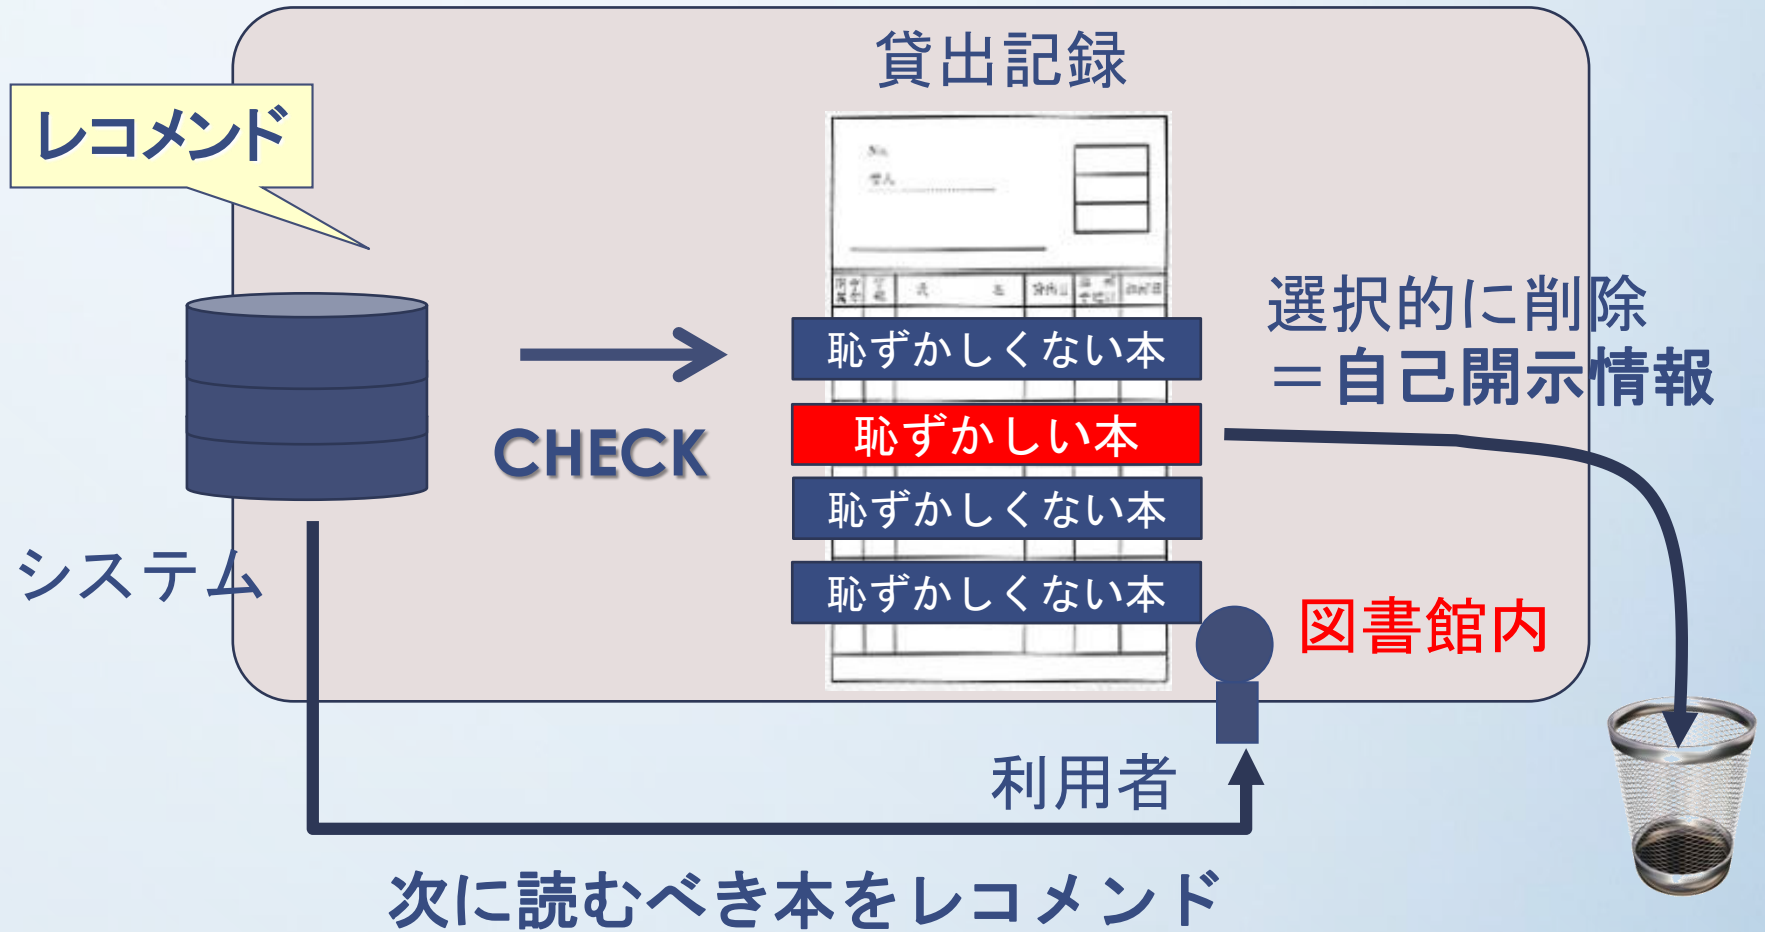 貸出記録
レコメンド
No.
恥ずかしくない本
選択的に削除
＝自己開示情報
CHECK
恥ずかしい本
恥ずかしくない本
システム
恥ずかしくない本
図書館内
利用者
次に読むべき本をレコメンド